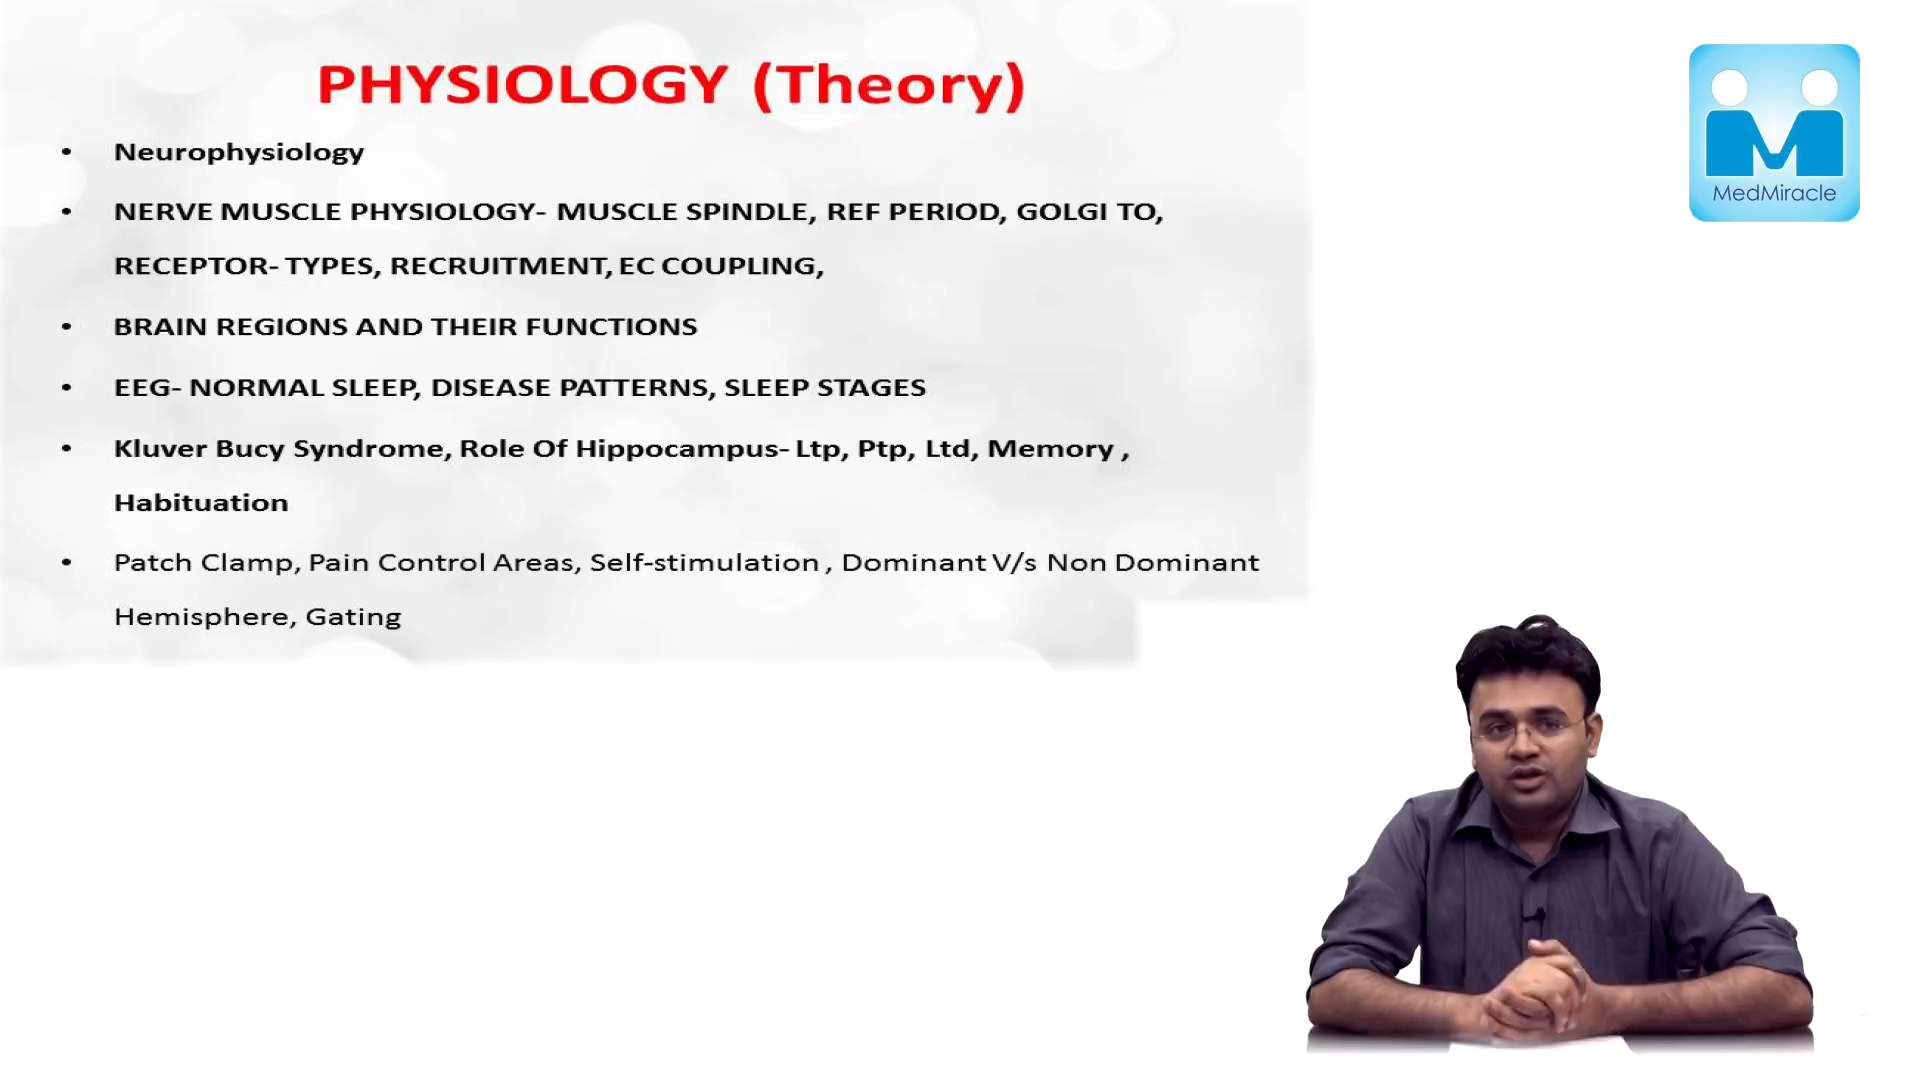 PHYSIOLOGY (Theory)
• Neurophysiology
• NERVE MUSCLE PHYSIOLOGY- MUSCLE SPINDLE, REF PERIOD, GOLGI TO,
RECEPTOR- TYPES, RECRUITMENT, EC COUPLING,
• BRAIN REGIONS AND THEIR FUNCTIONS
• EEG- NORMAL SLEEP, DISEASE PATTERNS, SLEEP STAGES
• Kluver Bucy Syndrome, Role Of Hippocampus- Ltp, Ptp, Ltd, Memory ,
Habituation
• Patch Clamp, Pain Control Areas, Self-stimulation , Dominant V/s Non Dominant
Hemisphere, Gating
MedMiracle